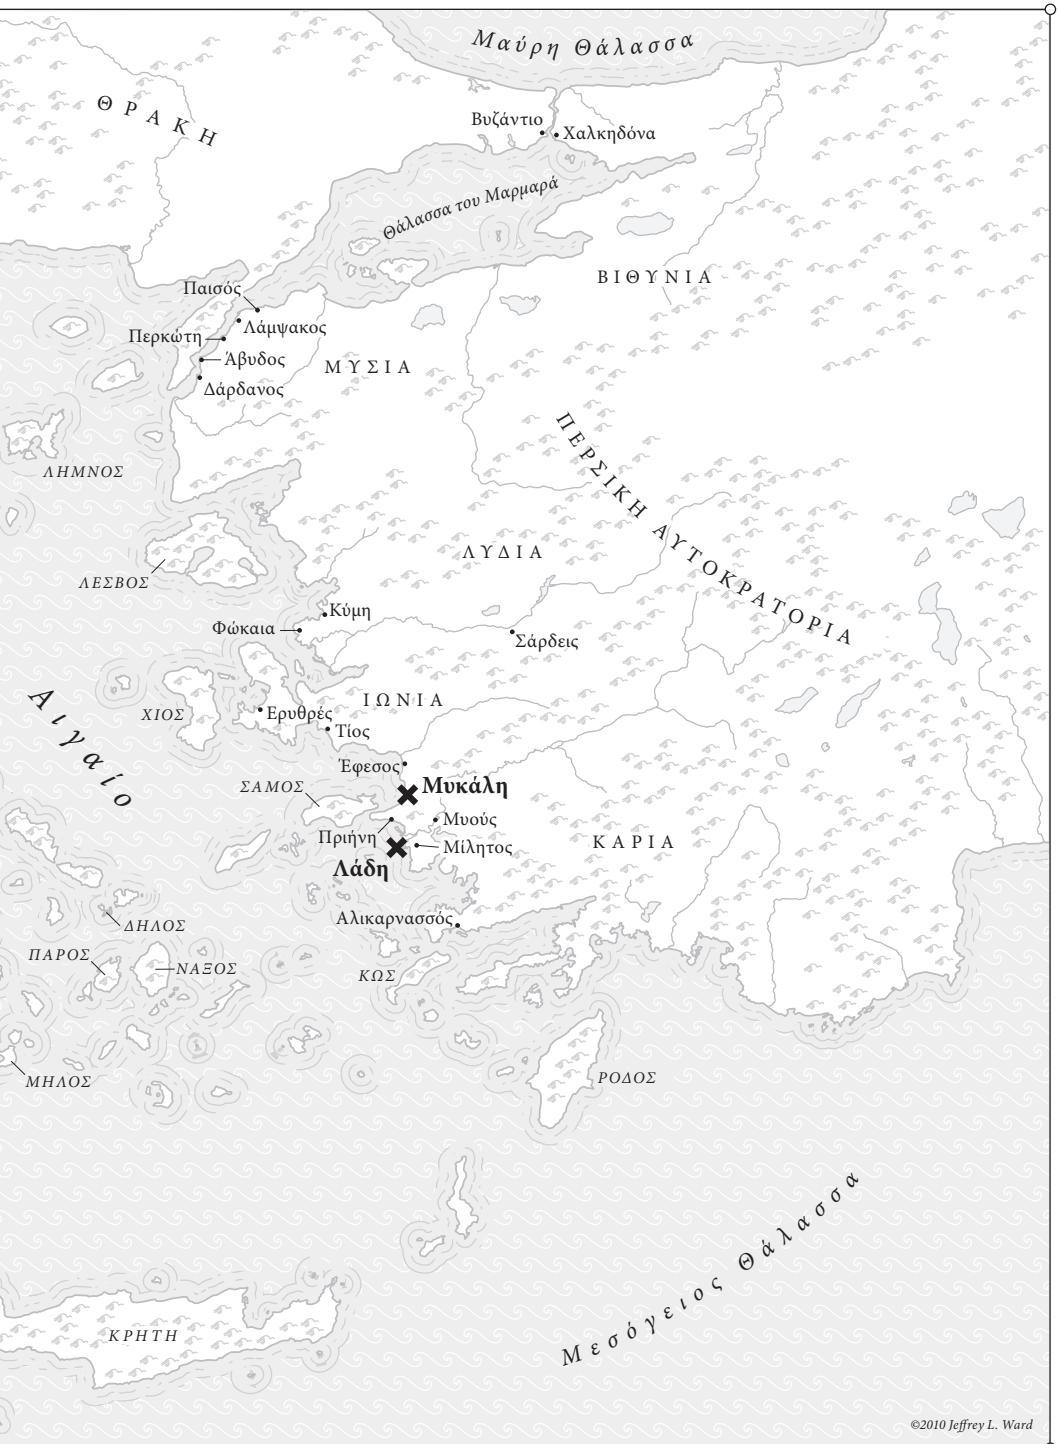 Μαύρη Θάλασσα
ΘΡΑΚΗ
Βυζάντιο
Χαλκηδόνα
Θάλασσα του Μαρμαρά
ΒΙΘΥΝΙΑ
Παισός
Λάμψακος
Περκώτη
Άβυδος
ΜΥΣΙΑ
Δάρδανος
ΠΕΡΣΙΚΗ ΑΥΤΟΚΡΑΤΟΡΙΑ
ΛΗΜΝΟΣ
ΛΥΔΙΑ
ΛΕΣΒΟΣ
Κύμη
Φώκαια
Σάρδεις
Αιγαίο
ΙΩΝΙΑ
ΧΙΟΣ
Ερυθρές
Τίος
Έφεσος
ΣΑΜΟΣ
Μυκάλη
Πριήνη
Μυούς
ΚΑΡΙΑ
Μίλητος
Λάδη
Αλικαρνασσός
ΔΗΛΟΣ
ΠΑΡΟΣ
ΝΑΞΟΣ
ΚΩΣ
ΜΗΛΟΣ
ΡΟΔΟΣ
Μεσόγειος Θάλασσα
ΚΡΗΤΗ
©2010 Jeffrey L. Ward